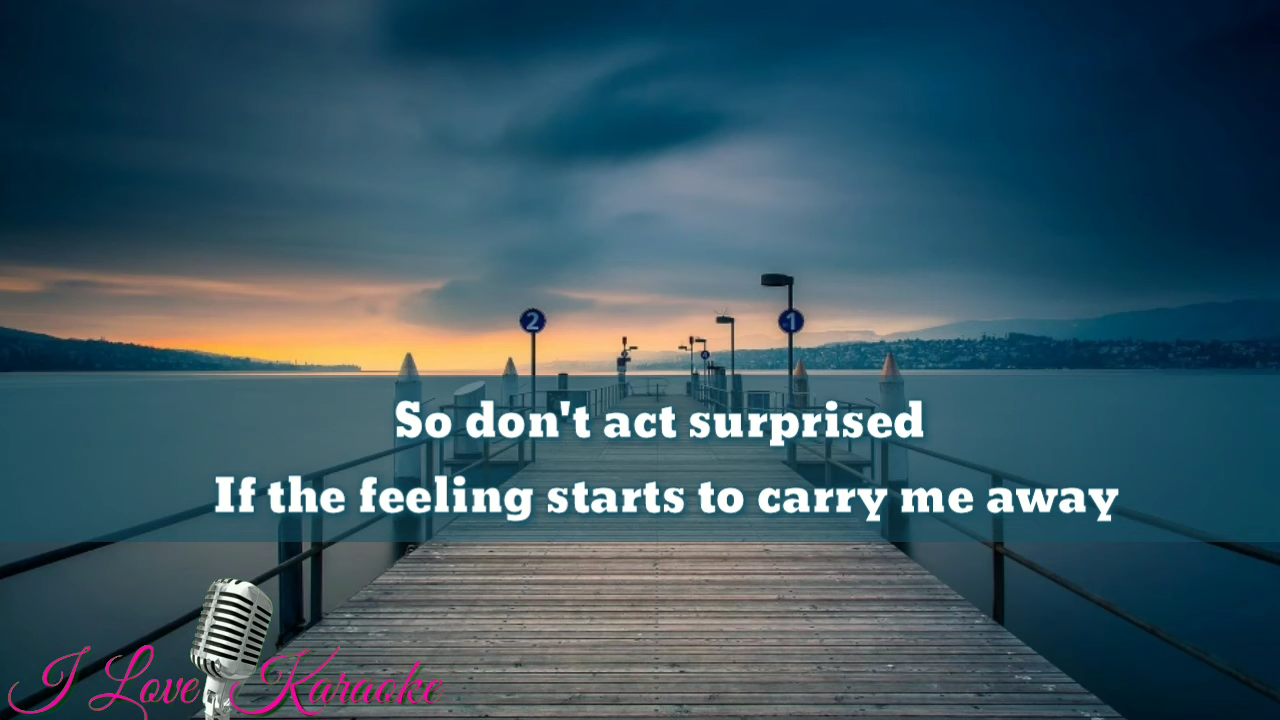 2
1
So don't act surprised
If the feeling starts to carry me away
I Love Karaoke